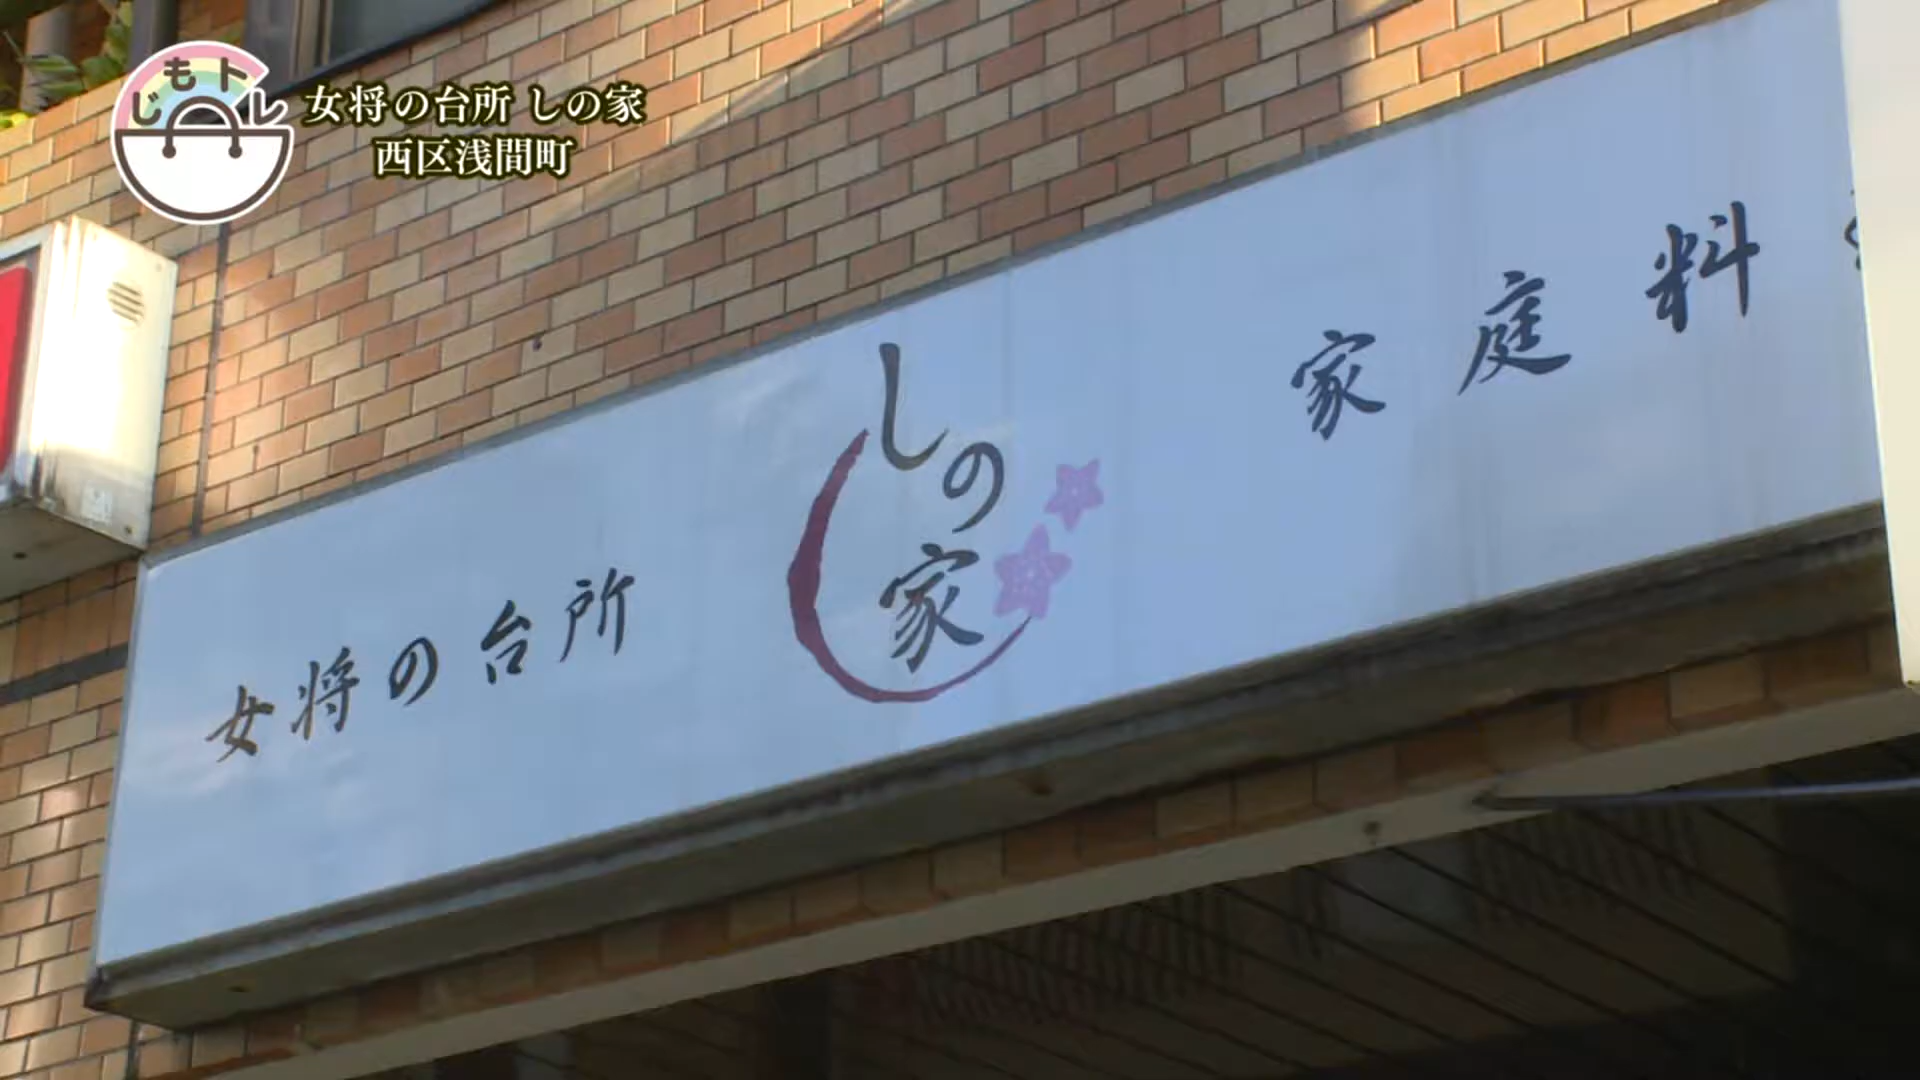 じもトレ
女将の台所 しの家
西区浅間町
女将の台所
しの家
家庭料